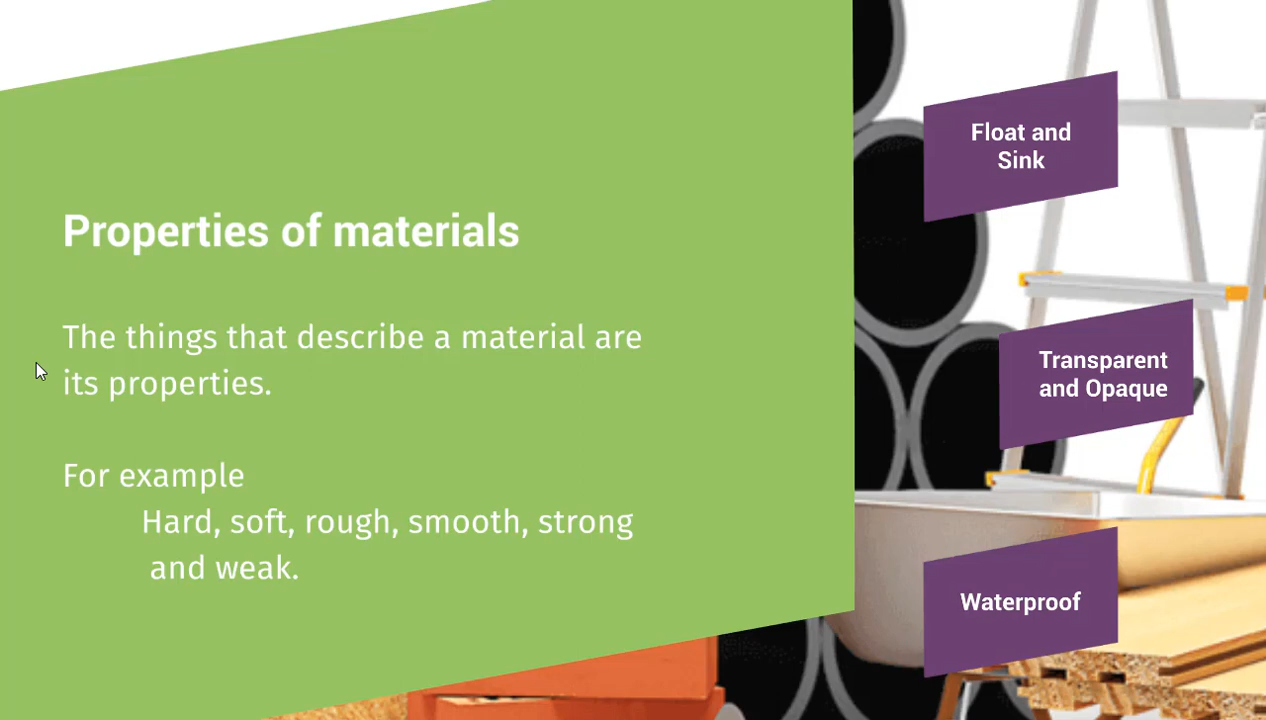 Properties of materials
The things that describe a material are
its properties.
For example
Hard, soft, rough, smooth, strong
and weak.
Float and
Sink
Transparent
and Opaque
Waterproof